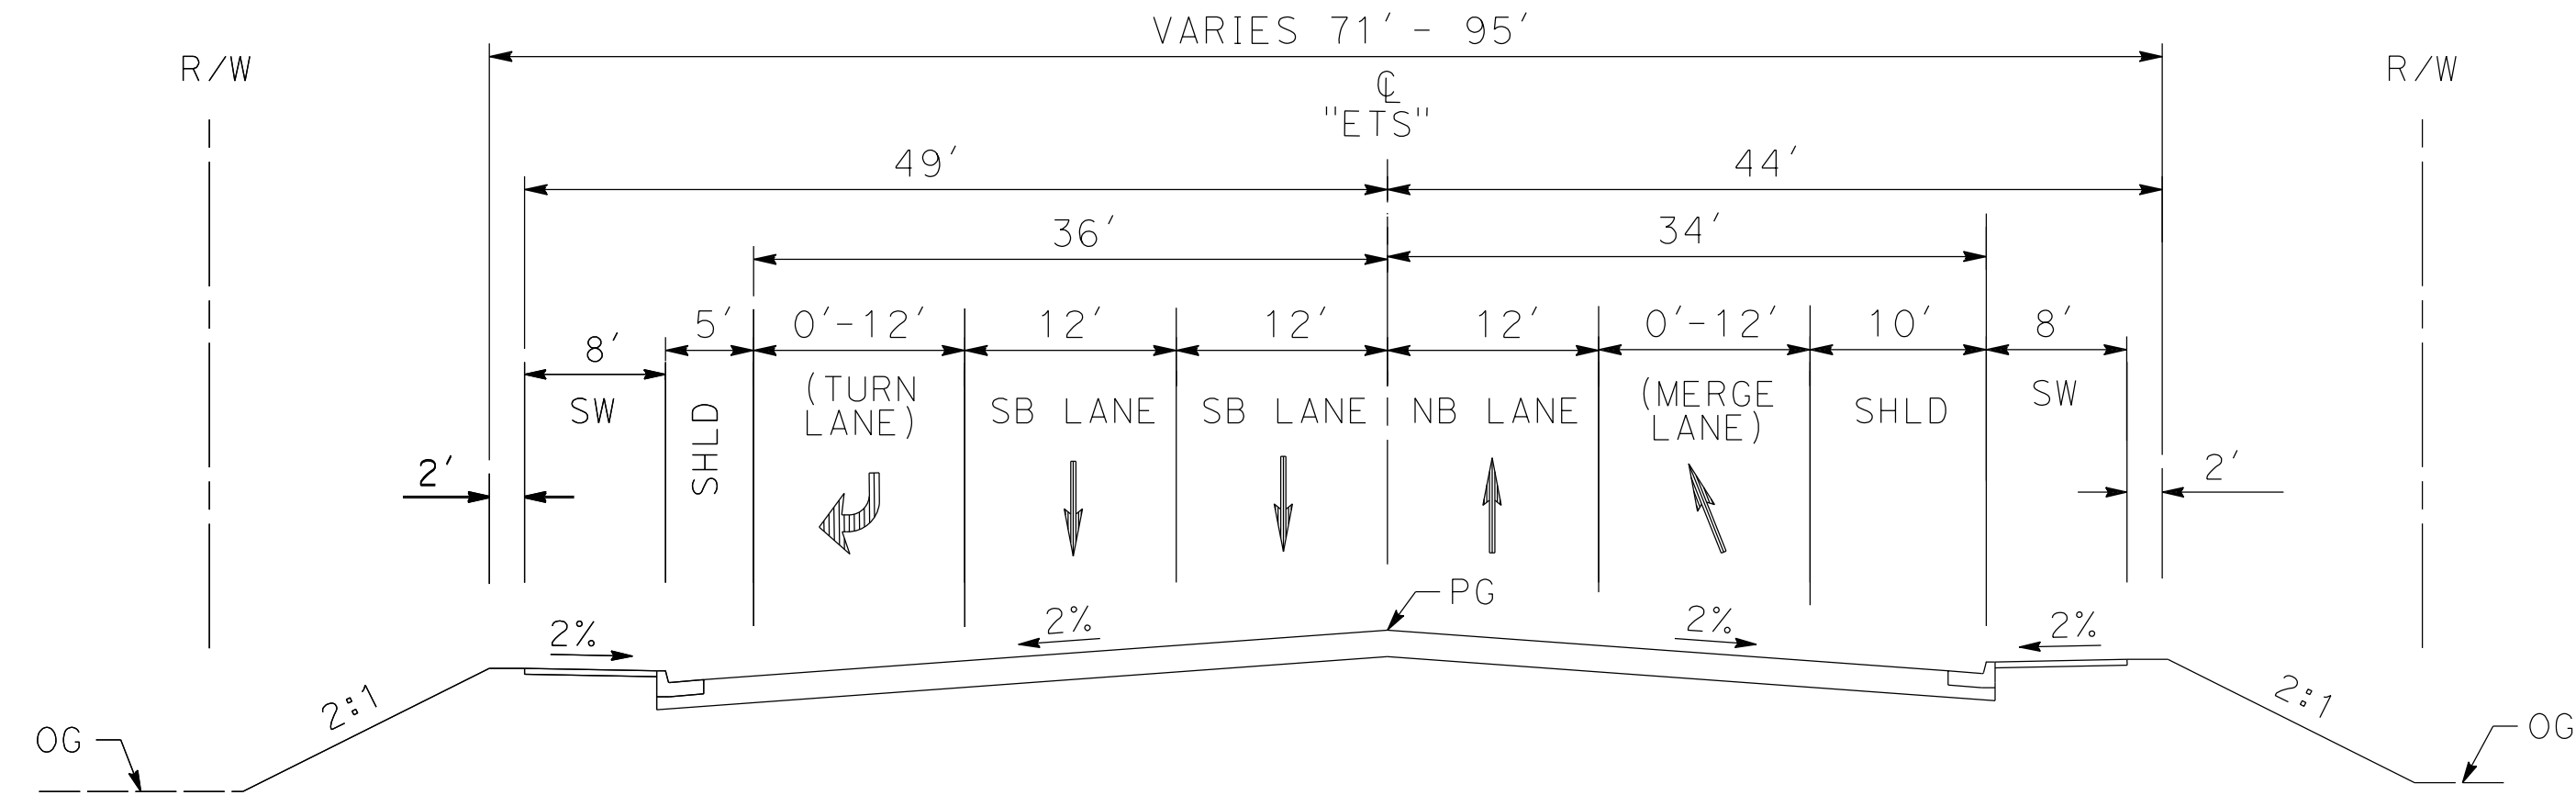 VARIES 71' - 95'
R/W
R/W
℄
"ETS"
49'
44'
36'
34'
8'
5'
0'-12'
12'
12'
12'
0'-12'
10'
8'
SW
SHLD
(TURN
LANE)
SB LANE
SB LANE
NB LANE
(MERGE
LANE)
SHLD
SW
2'
2'
PG
2%
2%
2%
2%
2:1
2:1
OG
OG